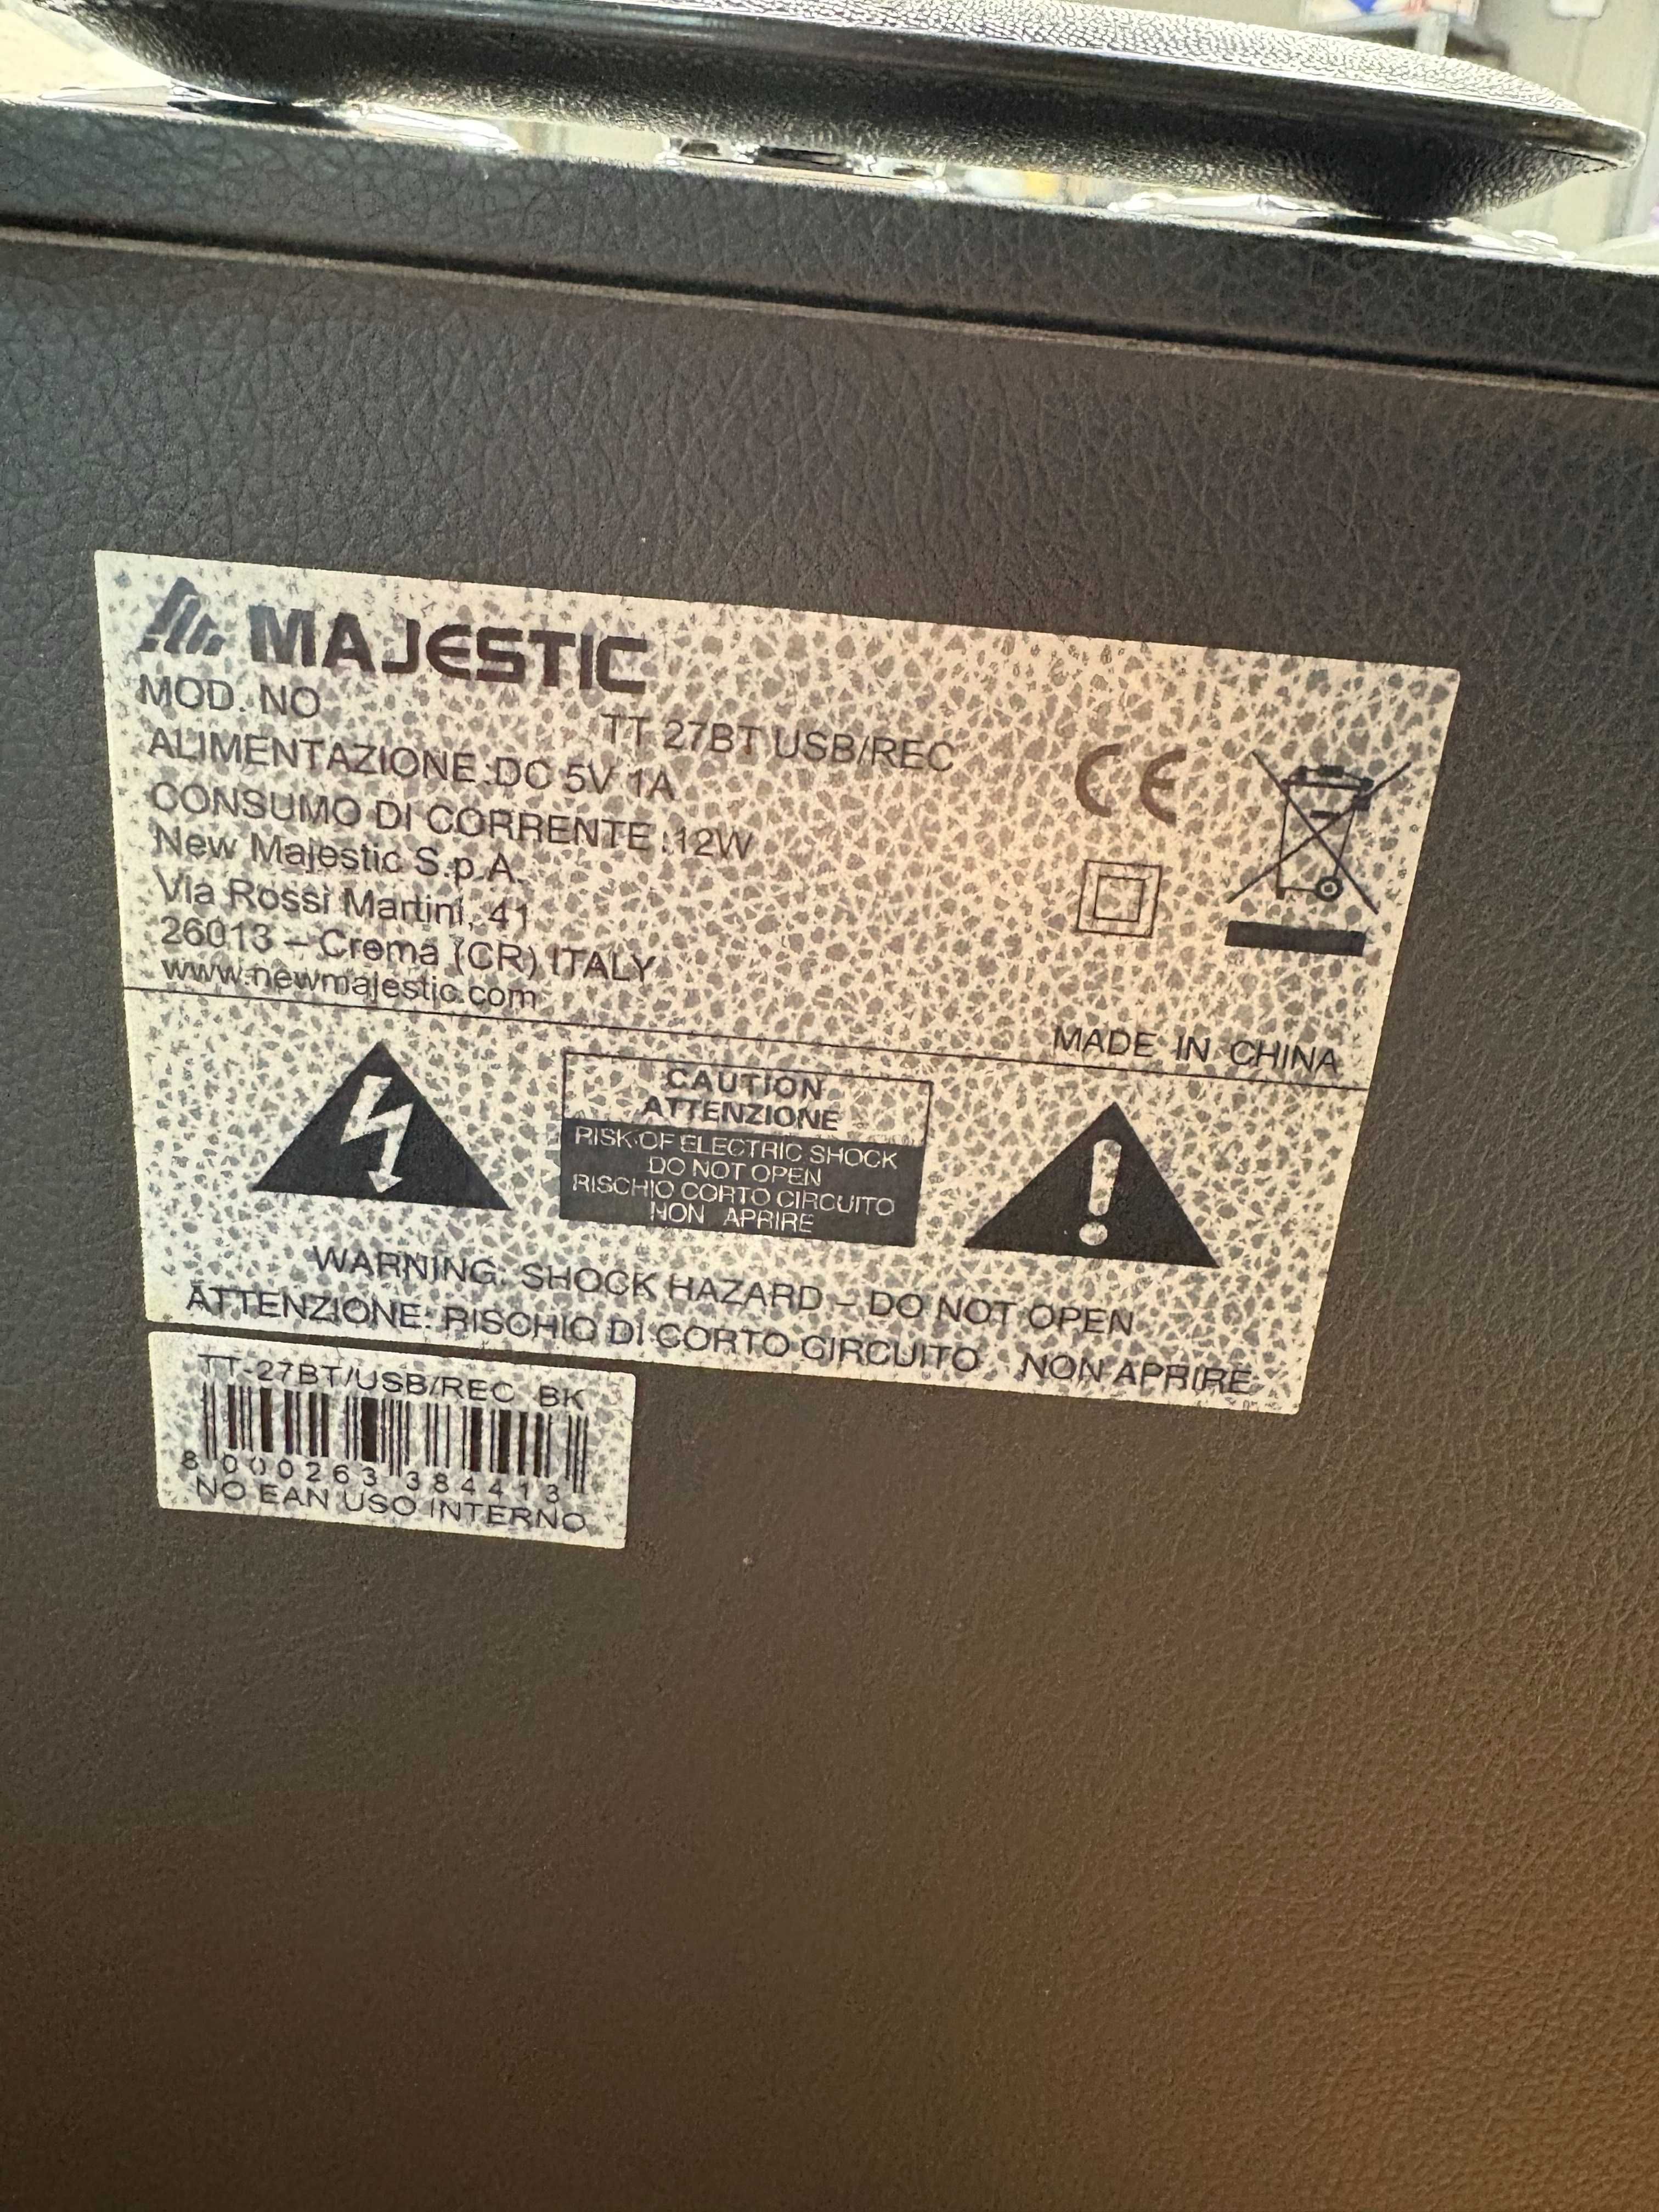 MAJESTIC
MOD. NO TT 27BT USB/REC
ALIMENTAZIONE:DC 5V 1A
CONSUMO DI CORRENTE :12W
New Majestic S.p.A.
Via Rossi Martini, 41
26013 – Crema (CR) ITALY
www.newmajestic.com
CE
MADE IN CHINA
CAUTION
ATTENZIONE
RISK OF ELECTRIC SHOCK
DO NOT OPEN
RISCHIO CORTO CIRCUITO
NON APRIRE
WARNING: SHOCK HAZARD – DO NOT OPEN
ATTENZIONE: RISCHIO DI CORTO CIRCUITO NON APRIRE
TT-27BT/USB/REC BK
8 000263 384413
NO EAN USO INTERNO